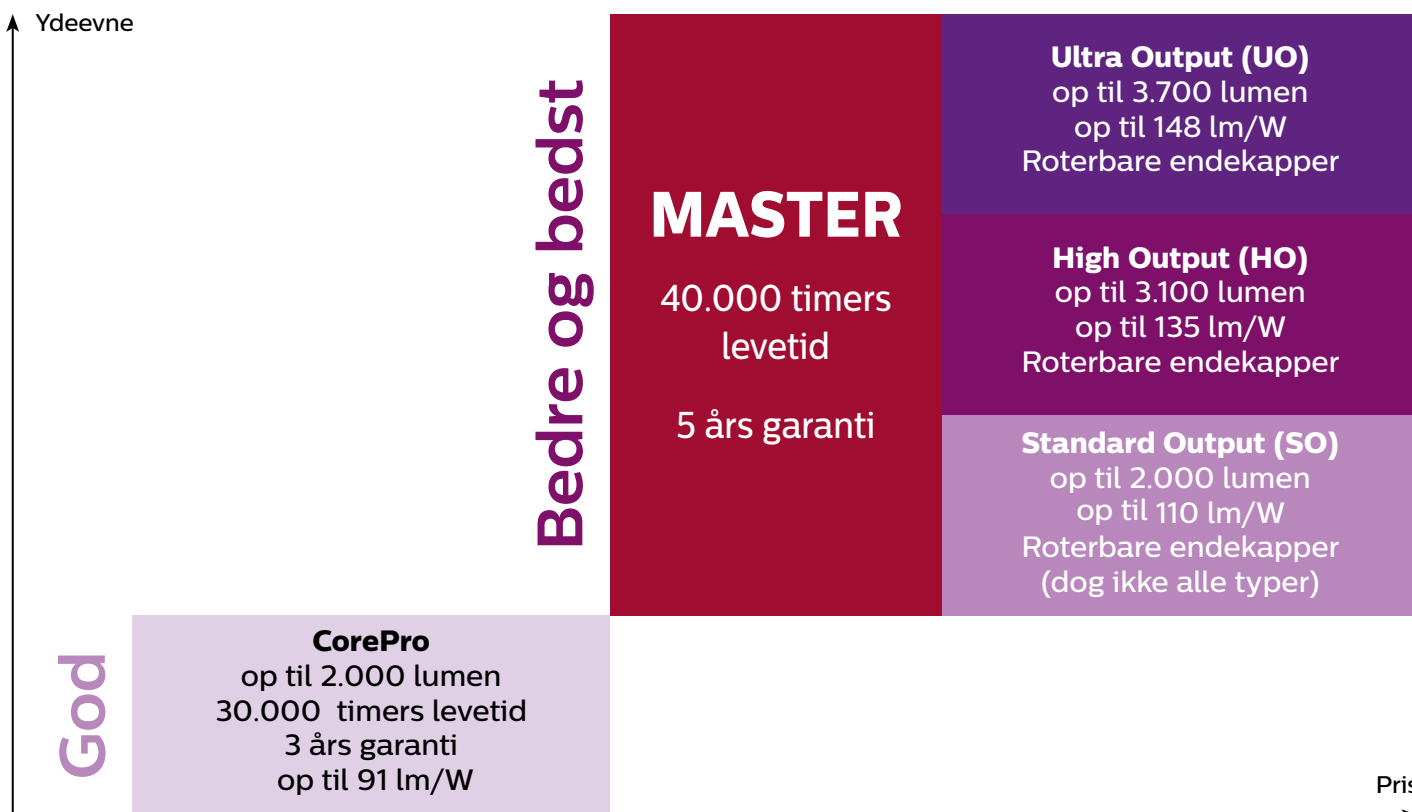 Ydeevne
Bedre og bedst
MASTER
40.000 timers
levetid
5 års garanti
Ultra Output (UO)
op til 3.700 lumen
op til 148 lm/W
Roterbare endekapper
High Output (HO)
op til 3.100 lumen
op til 135 lm/W
Roterbare endekapper
Standard Output (SO)
op til 2.000 lumen
op til 110 lm/W
Roterbare endekapper
(dog ikke alle typer)
God
CorePro
op til 2.000 lumen
30.000 timers levetid
3 års garanti
op til 91 lm/W
Pris